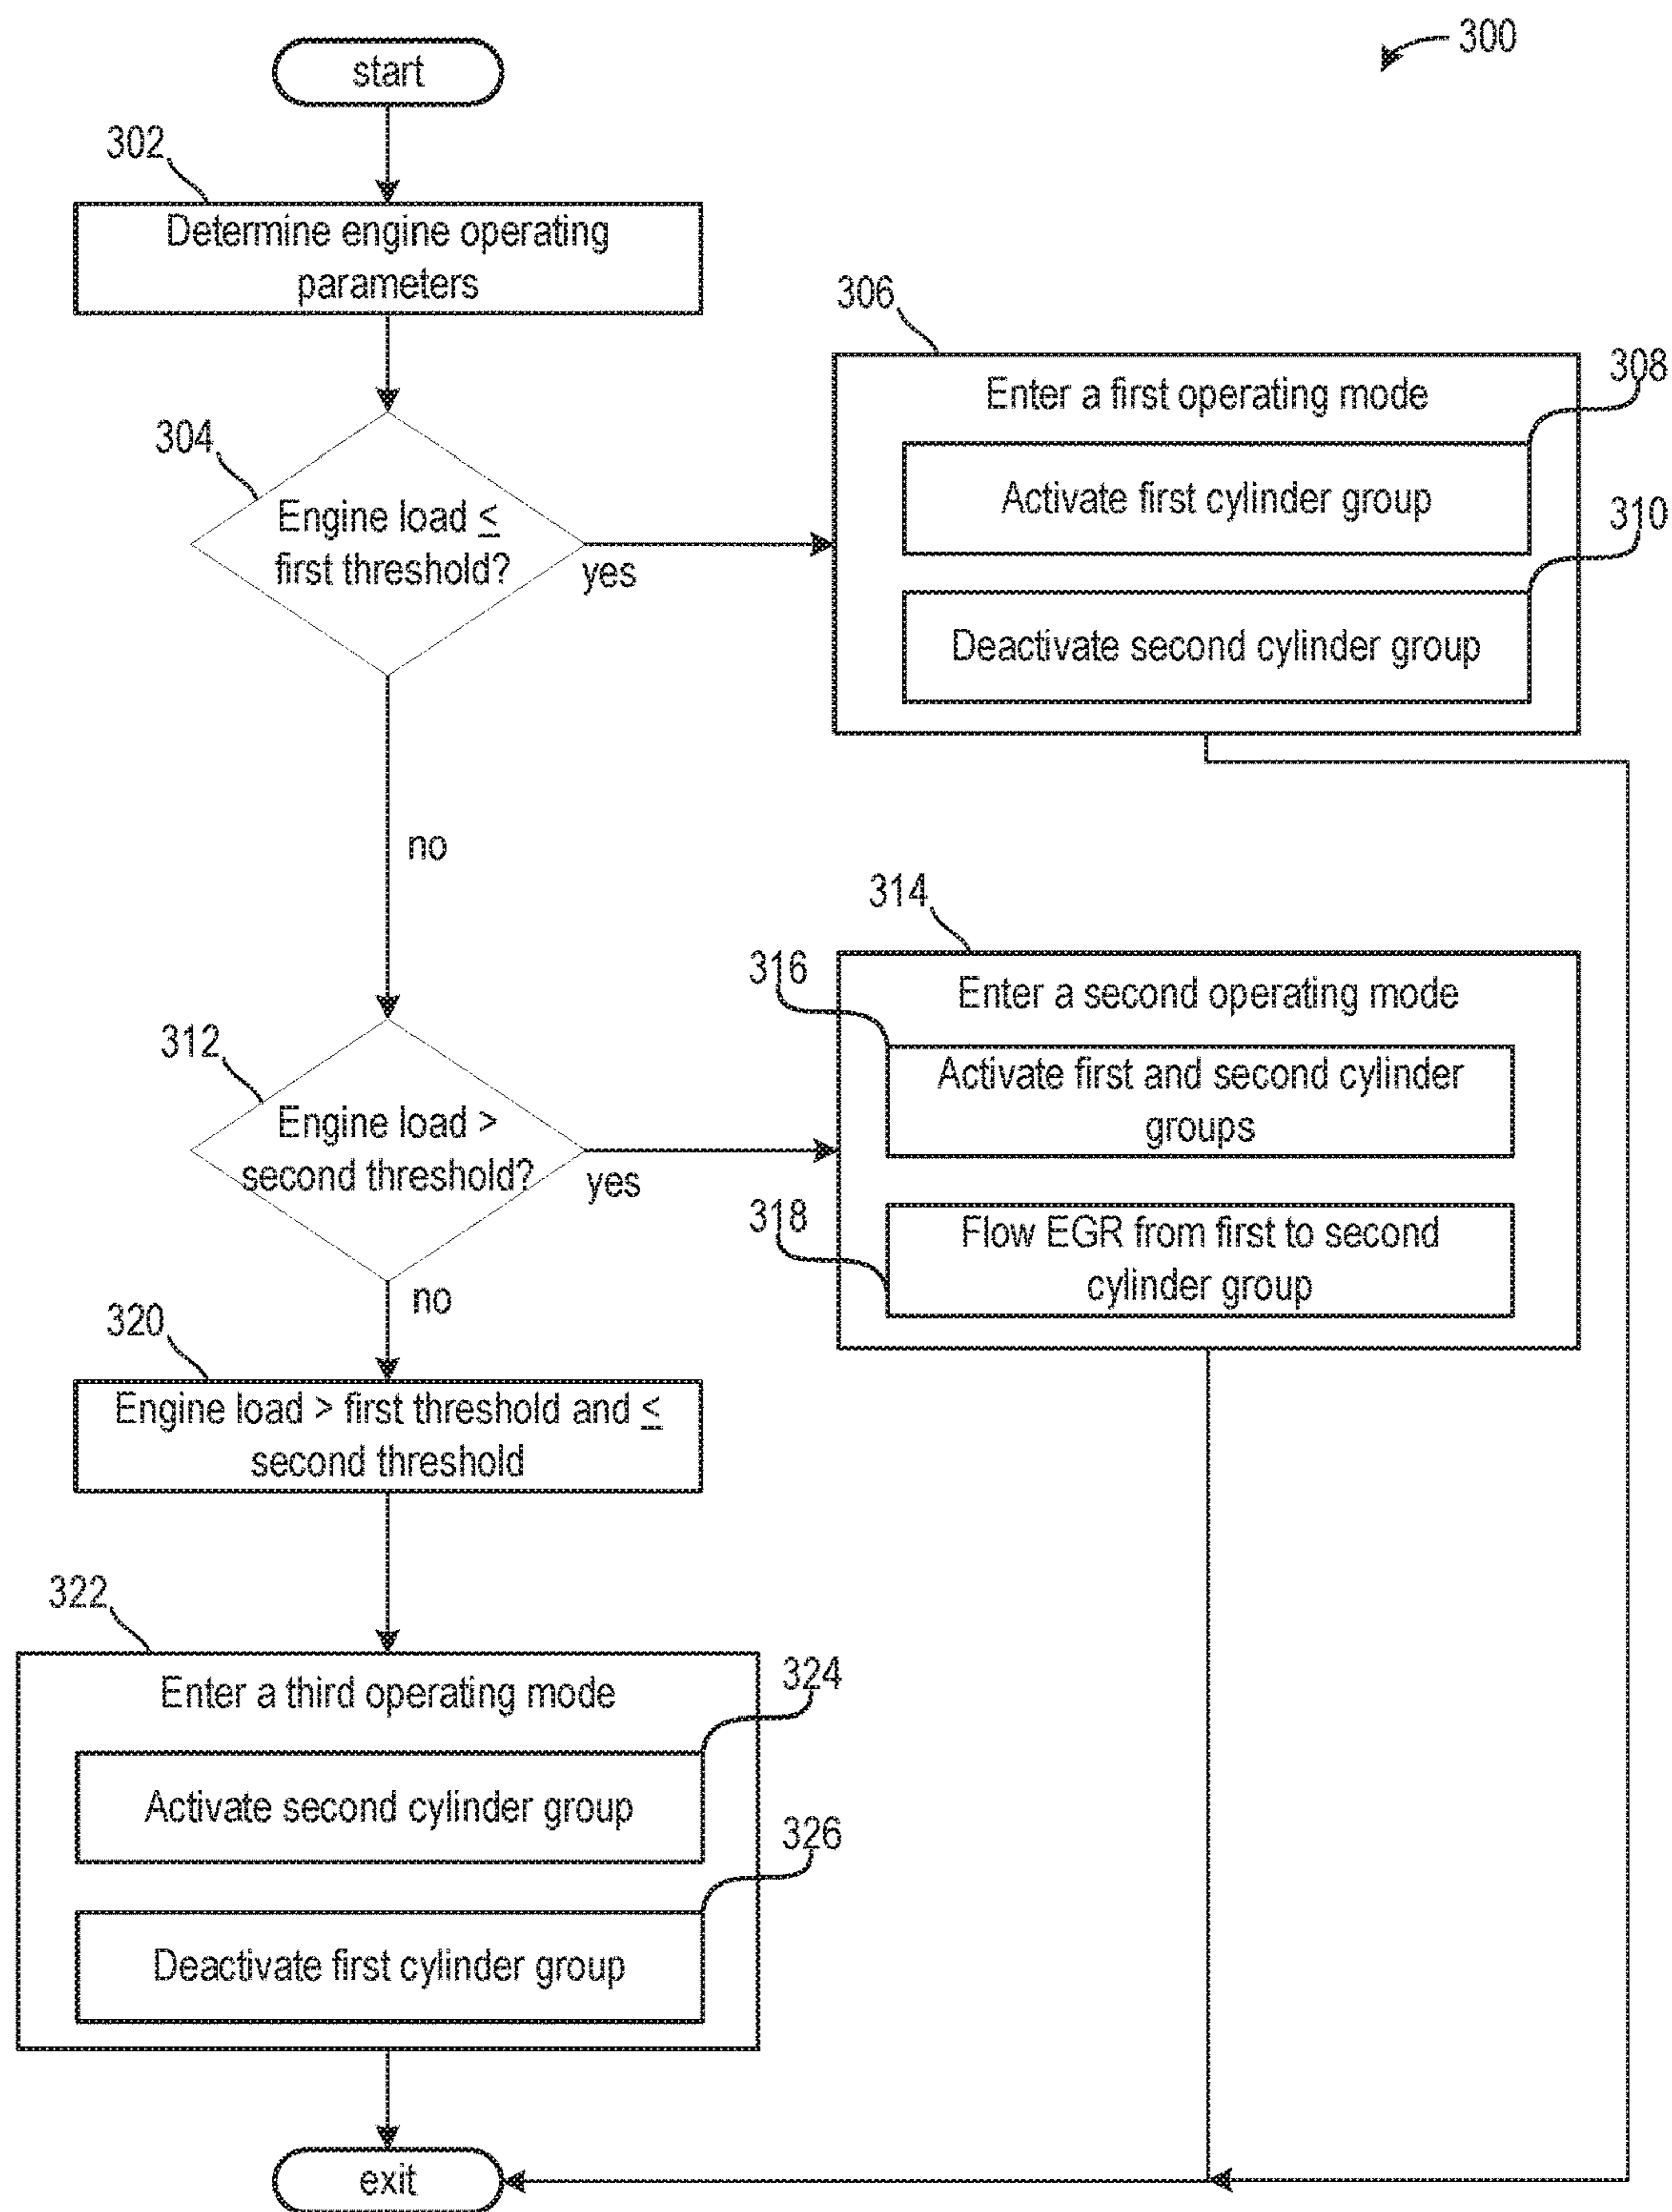 300
start
302
Determine engine operating
parameters
304
Engine load ≤
first threshold?
yes
no
306
Enter a first operating mode
308
Activate first cylinder group
310
Deactivate second cylinder group
312
Engine load >
second threshold?
yes
no
314
Enter a second operating mode
316
Activate first and second cylinder
groups
318
Flow EGR from first to second
cylinder group
320
Engine load > first threshold and ≤
second threshold
322
Enter a third operating mode
324
Activate second cylinder group
326
Deactivate first cylinder group
exit